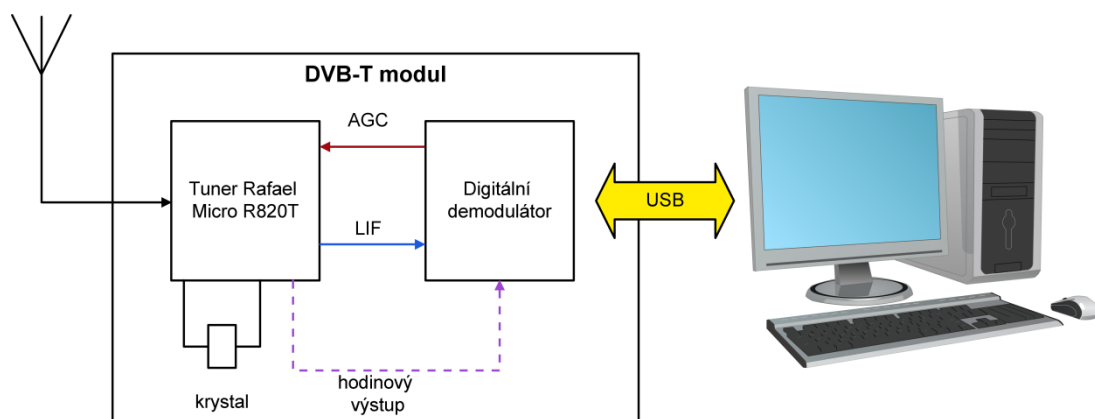 DVB-T modul
AGC
Tuner Rafael
Micro R820T
Digitální
demodulátor
USB
LIF
hodinový
výstup
krystal